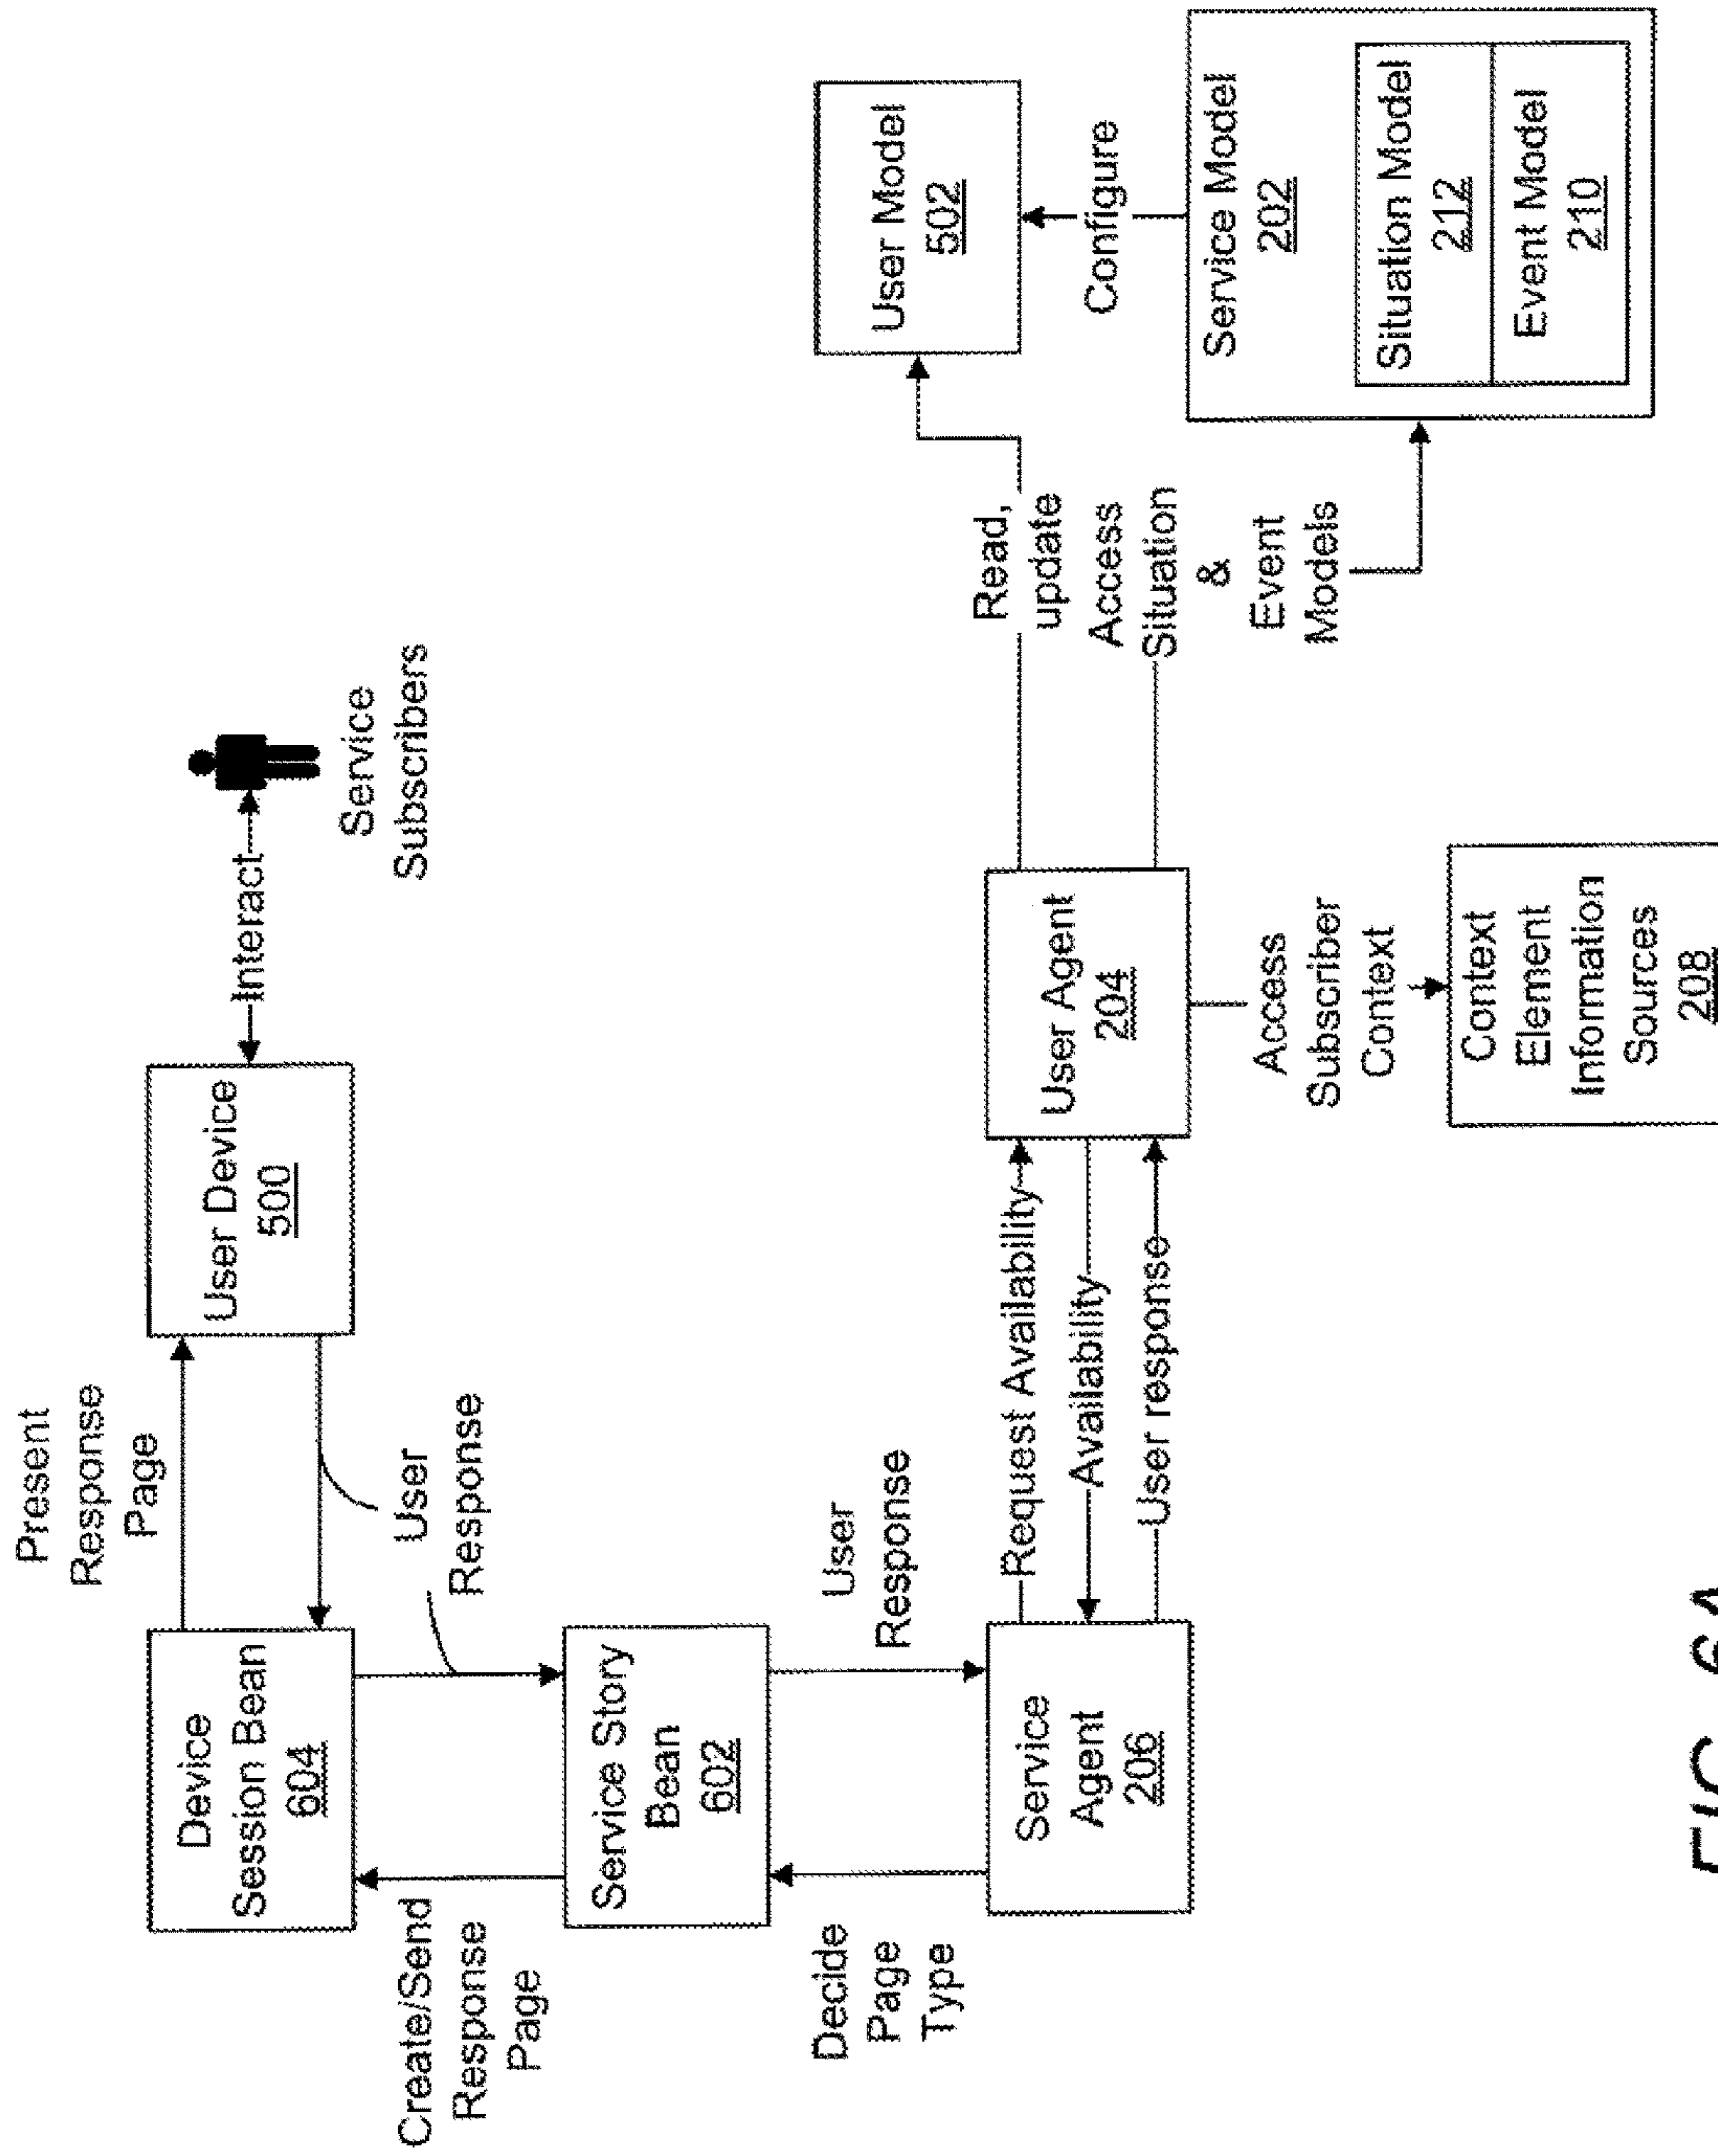 Present
Response
Page
Device
Session Bean
604
User Device
500
Interact
Service
Subscribers
User
Response
Create/Send
Response
Page
Service Story
Bean
602
User
Response
Decide
Page
Type
Service
Agent
206
Request Availability
Availability
User response
User Agent
204
Read,
update
Access
Situation
&
Event
Models
User Model
502
Configure
Service Model
202
Situation Model
212
Event Model
210
Access
Subscriber
Context
Context
Element
Information
Sources
208
FIG. 6A